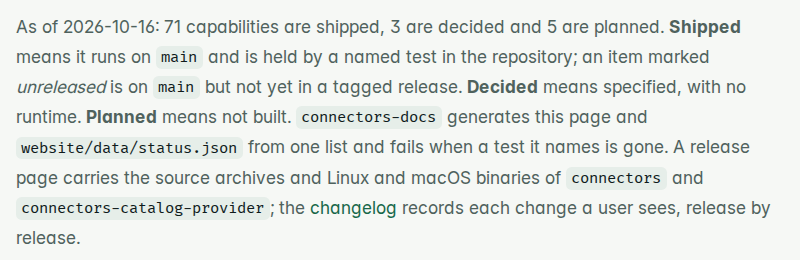 As of 2026-10-16: 71 capabilities are shipped, 3 are decided and 5 are planned. Shipped
means it runs on main and is held by a named test in the repository; an item marked
unreleased is on main but not yet in a tagged release. Decided means specified, with no
runtime. Planned means not built. connectors-docs generates this page and
website/data/status.json from one list and fails when a test it names is gone. A release
page carries the source archives and Linux and macOS binaries of connectors and
connectors-catalog-provider; the changelog records each change a user sees, release by
release.